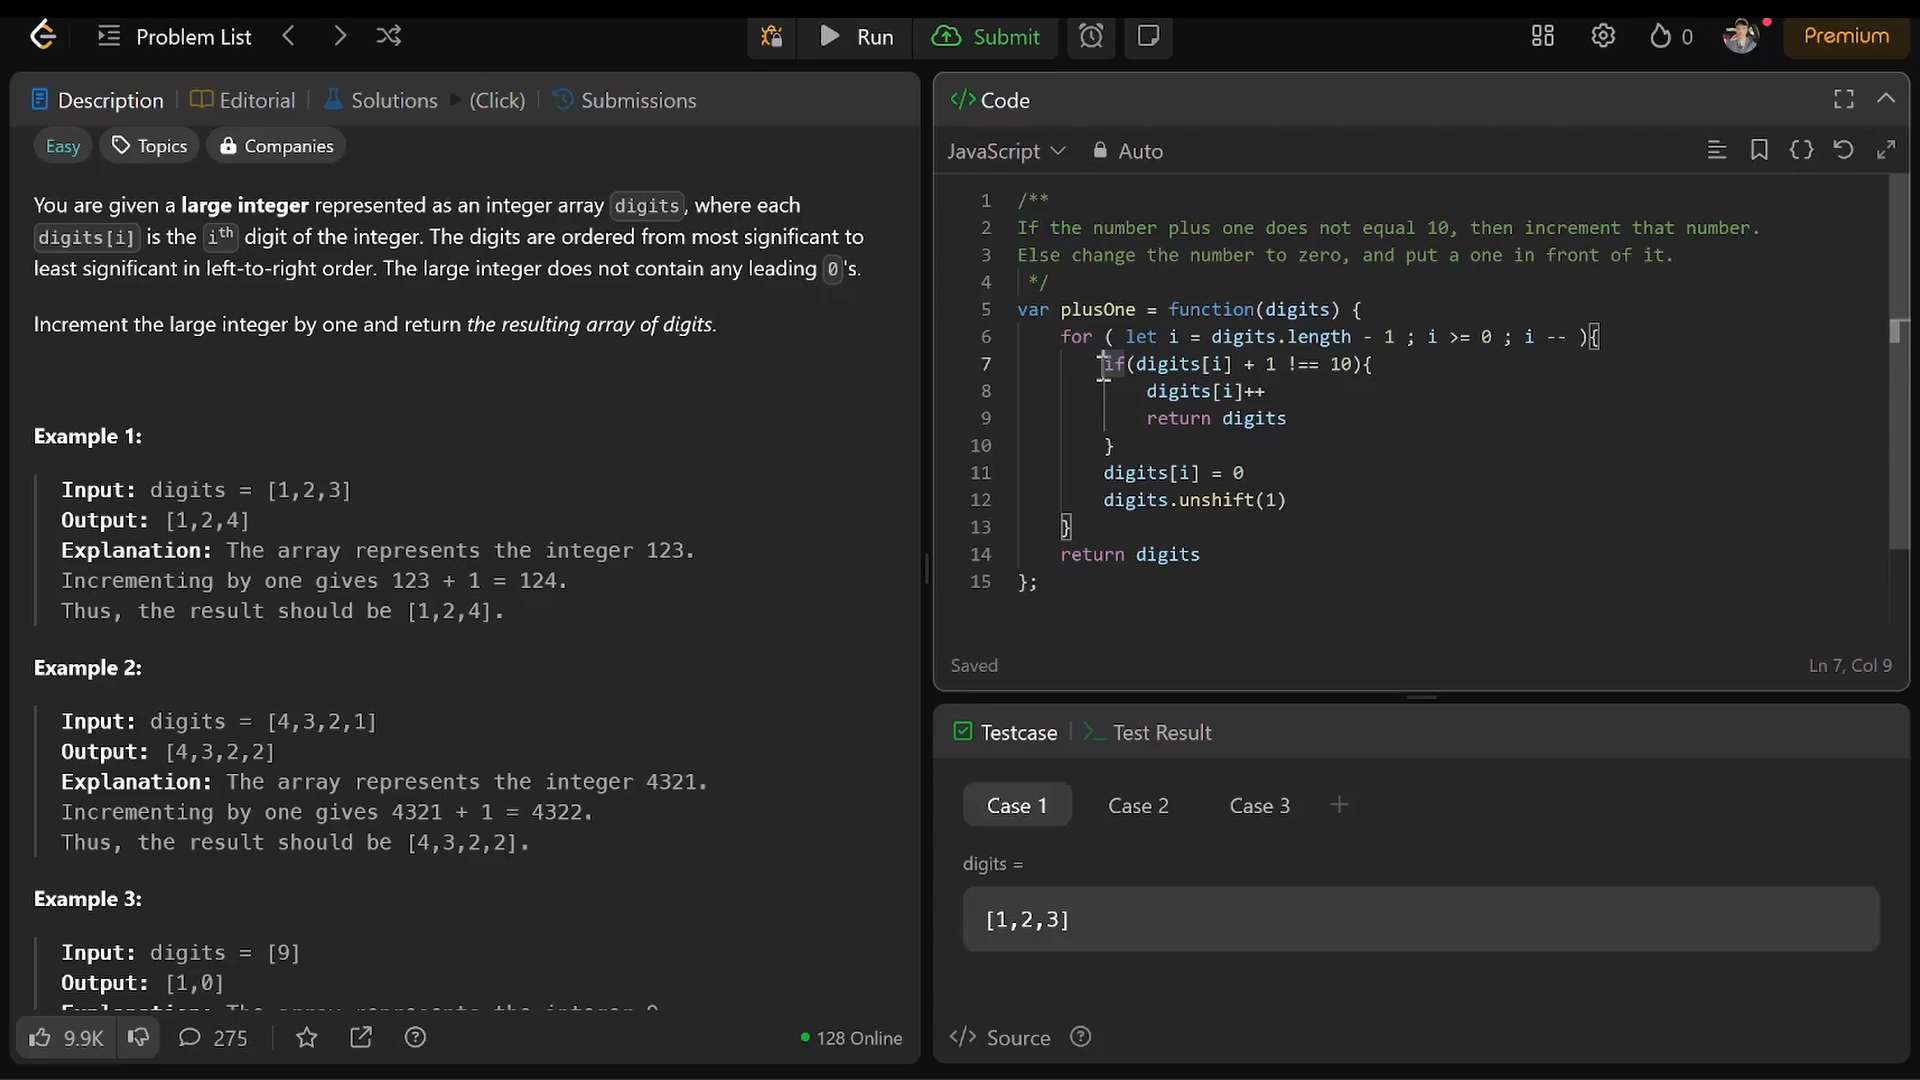 Problem List
Run
Submit
0
Premium
Description
Editorial
Solutions
(Click)
Submissions
Easy
Topics
Companies
You are given a large integer represented as an integer array digits, where each
digits[i] is the ith digit of the integer. The digits are ordered from most significant to
least significant in left-to-right order. The large integer does not contain any leading 0's.
Increment the large integer by one and return the resulting array of digits.
Example 1:
Input: digits = [1,2,3]
Output: [1,2,4]
Explanation: The array represents the integer 123.
Incrementing by one gives 123 + 1 = 124.
Thus, the result should be [1,2,4].
Example 2:
Input: digits = [4,3,2,1]
Output: [4,3,2,2]
Explanation: The array represents the integer 4321.
Incrementing by one gives 4321 + 1 = 4322.
Thus, the result should be [4,3,2,2].
Example 3:
Input: digits = [9]
Output: [1,0]
9.9K
275
128 Online
</> Code
JavaScript
Auto
1 /**
2 If the number plus one does not equal 10, then increment that number.
3 Else change the number to zero, and put a one in front of it.
4 */
5 var plusOne = function(digits) {
6 for ( let i = digits.length - 1 ; i >= 0 ; i -- ){
7 if(digits[i] + 1 !== 10){
8 digits[i]++
9 return digits
10 }
11 digits[i] = 0
12 digits.unshift(1)
13 }
14 return digits
15 };
Saved
Ln 7, Col 9
Testcase
Test Result
Case 1
Case 2
Case 3
+
digits =
[1,2,3]
</> Source